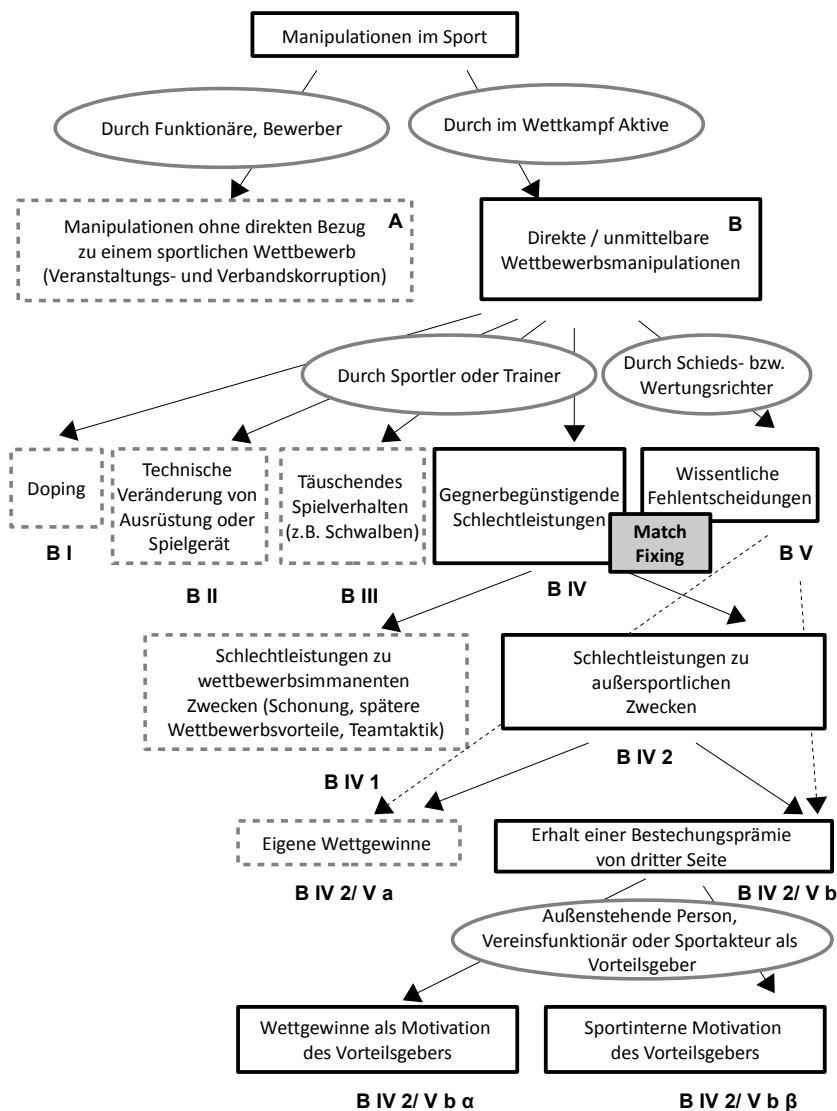 Manipulationen im Sport
Durch Funktionäre, Bewerber
Durch im Wettkampf Aktive
A
Manipulationen ohne direkten Bezug
zu einem sportlichen Wettbewerb
(Veranstaltungs- und Verbandskorruption)
B
Direkte / unmittelbare
Wettbewerbsmanipulationen
Durch Sportler oder Trainer
Durch Schieds- bzw.
Wertungsrichter
Doping
B I
Technische
Veränderung von
Ausrüstung oder
Spielgerät
B II
Täuschendes
Spielverhalten
(z.B. Schwalben)
B III
Gegnerbegünstigende
Schlechtleistungen
B IV
Wissentliche
Fehlentscheidungen
B V
Match
Fixing
Schlechtleistungen zu
wettbewerbsimmanenten
Zwecken (Schonung, spätere
Wettbewerbsvorteile, Teamtaktik)
B IV 1
Schlechtleistungen zu
außersportlichen
Zwecken
B IV 2
Eigene Wettgewinne
B IV 2/ V a
Erhalt einer Bestechungsprämie
von dritter Seite
B IV 2/ V b
Außenstehende Person,
Vereinsfunktionär oder Sportakteur als
Vorteilsgeber
Wettgewinne als Motivation
des Vorteilsgebers
B IV 2/ V b α
Sportinterne Motivation
des Vorteilsgebers
B IV 2/ V b β